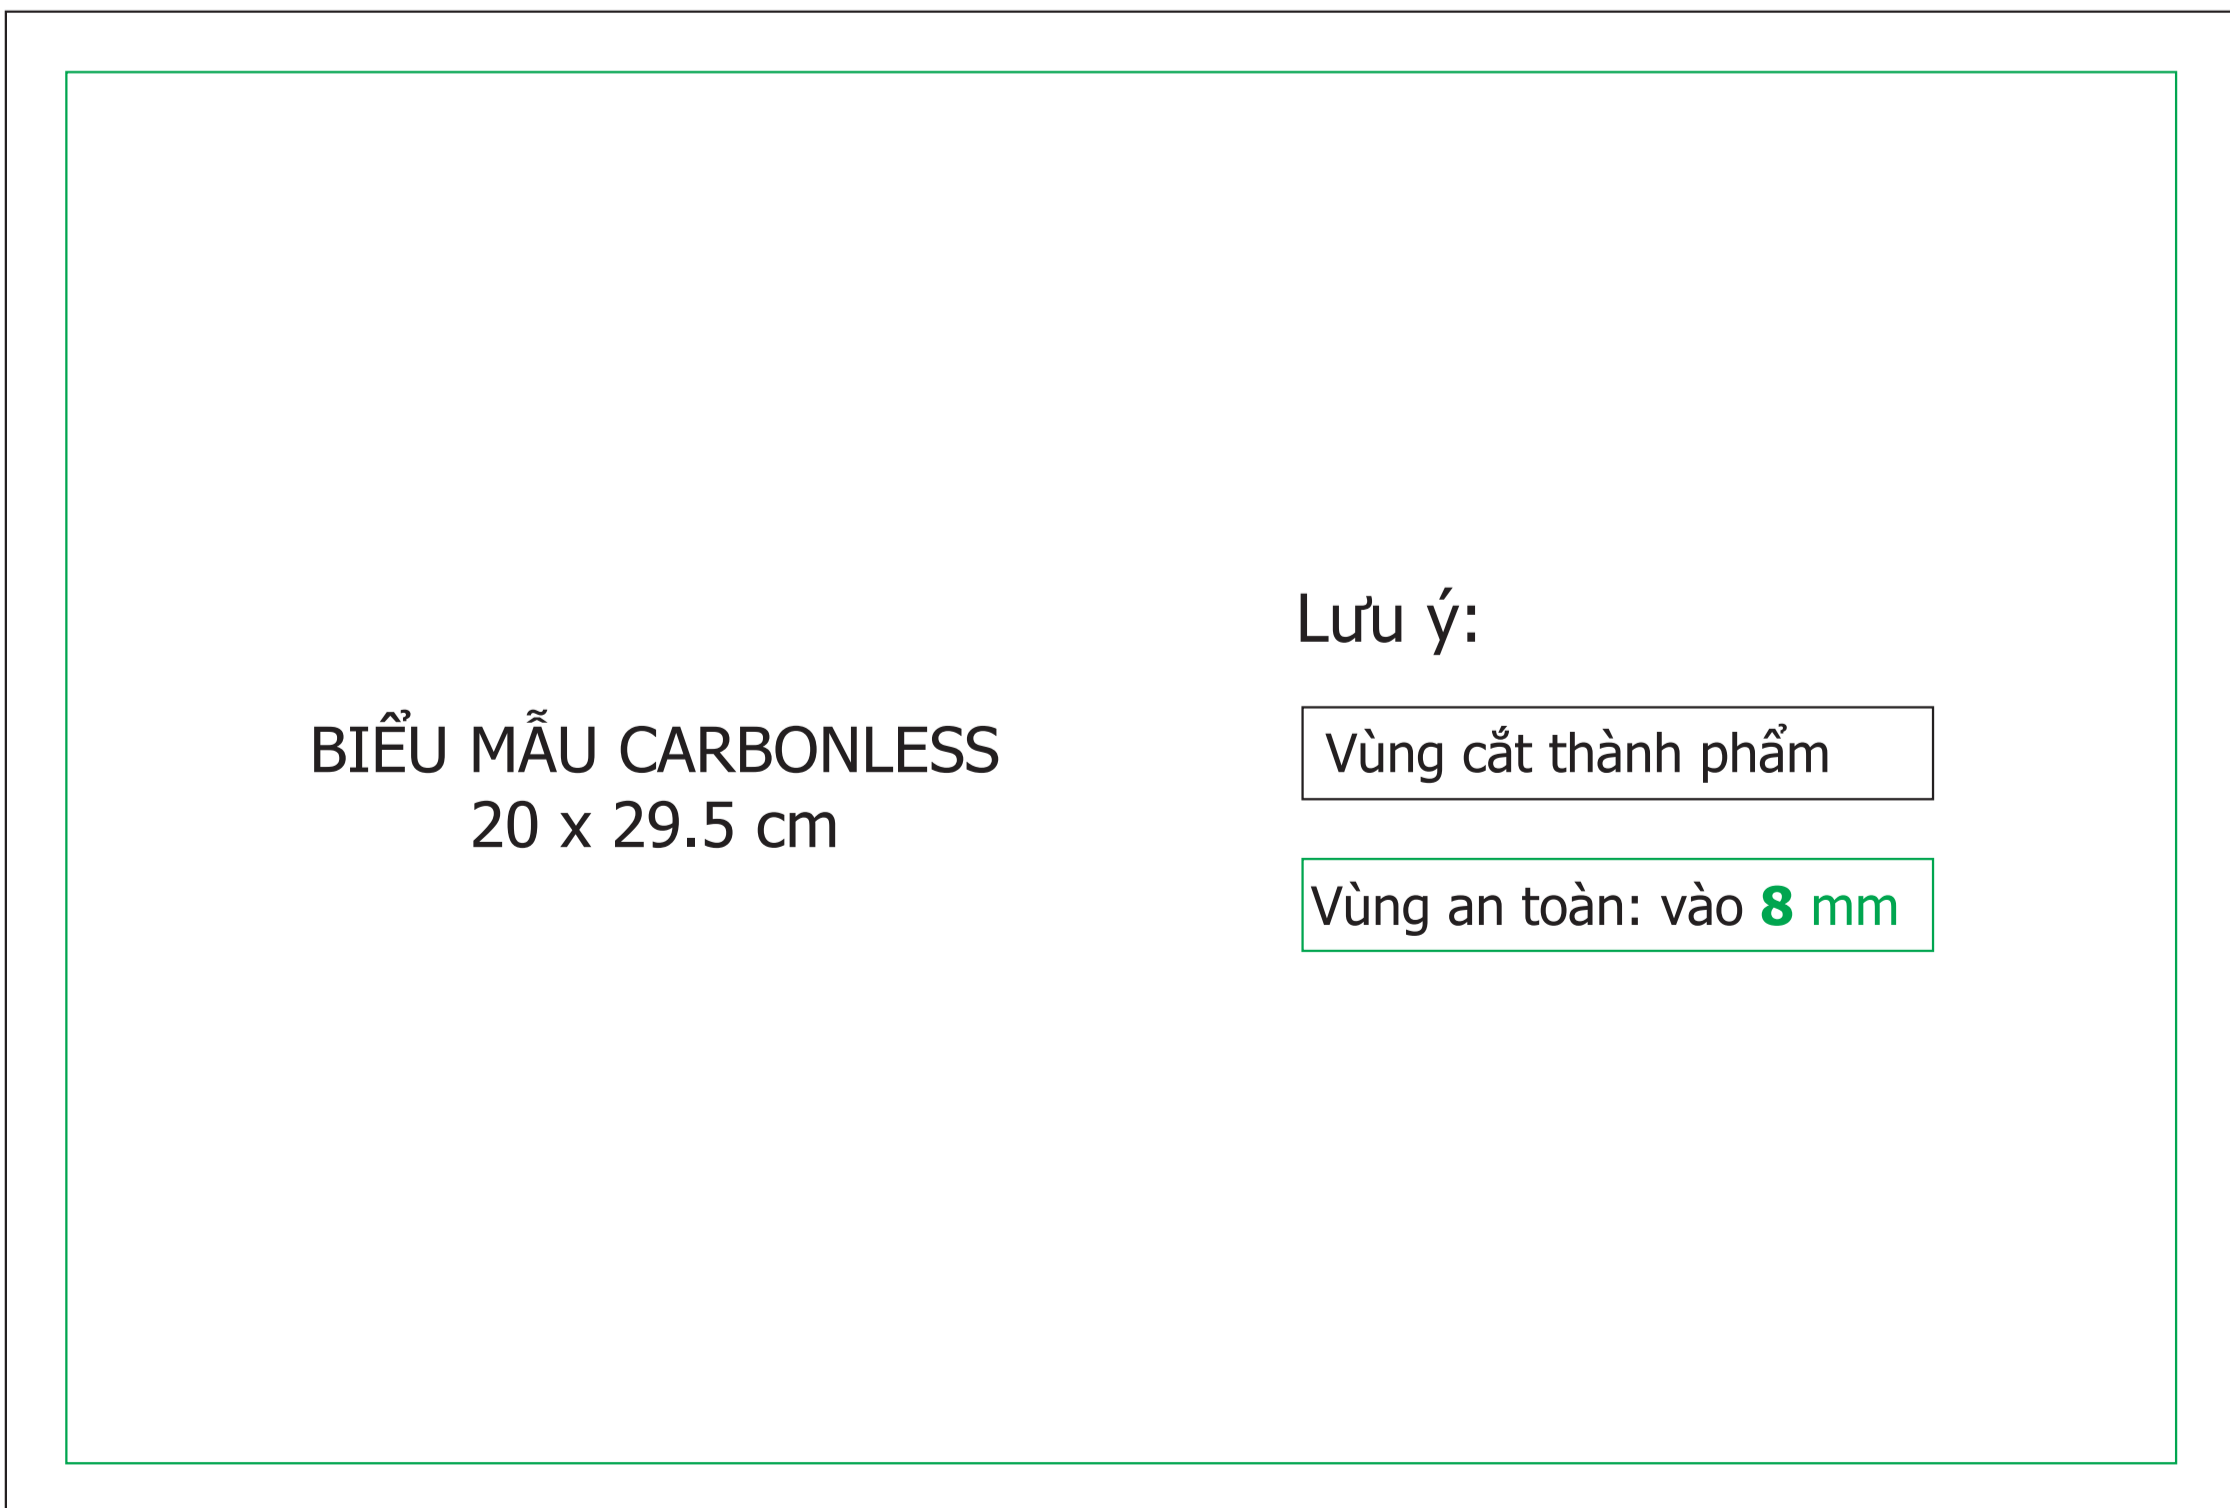 BIỂU MẪU CARBONLESS
20 x 29.5 cm
Lưu ý:
Vùng cắt thành phẩm
Vùng an toàn: vào 8 mm